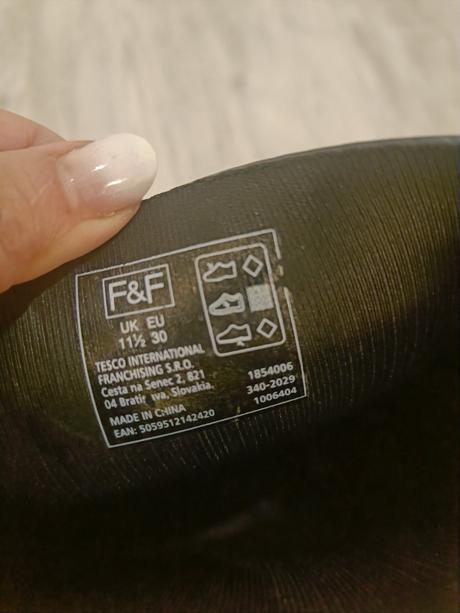 F&F
UK EU
11½ 30
TESCO INTERNATIONAL
FRANCHISING S.R.O.
Cesta na Senec 2, 821
04 Slovakia.
MADE IN CHINA
EAN: 5059512142420
1854006
340-2029
1006404